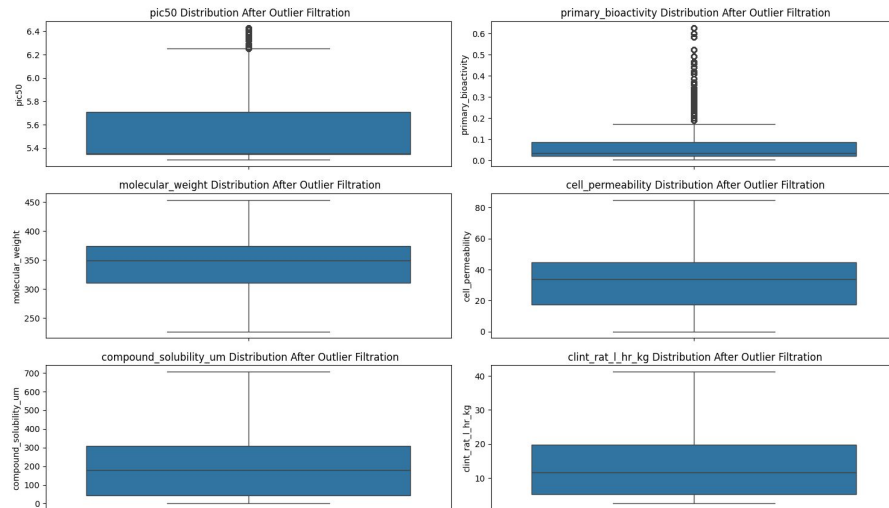 pic50 Distribution After Outlier Filtration
pic50
6.4
6.2
6.0
5.8
5.6
5.4
primary_bioactivity Distribution After Outlier Filtration
primary_bioactivity
0.6
0.5
0.4
0.3
0.2
0.1
0.0
molecular_weight Distribution After Outlier Filtration
molecular_weight
450
400
350
300
250
cell_permeability Distribution After Outlier Filtration
cell_permeability
80
60
40
20
0
compound_solubility_um Distribution After Outlier Filtration
compound_solubility_um
700
600
500
400
300
200
100
0
clint_rat_l_hr_kg Distribution After Outlier Filtration
clint_rat_l_hr_kg
40
30
20
10